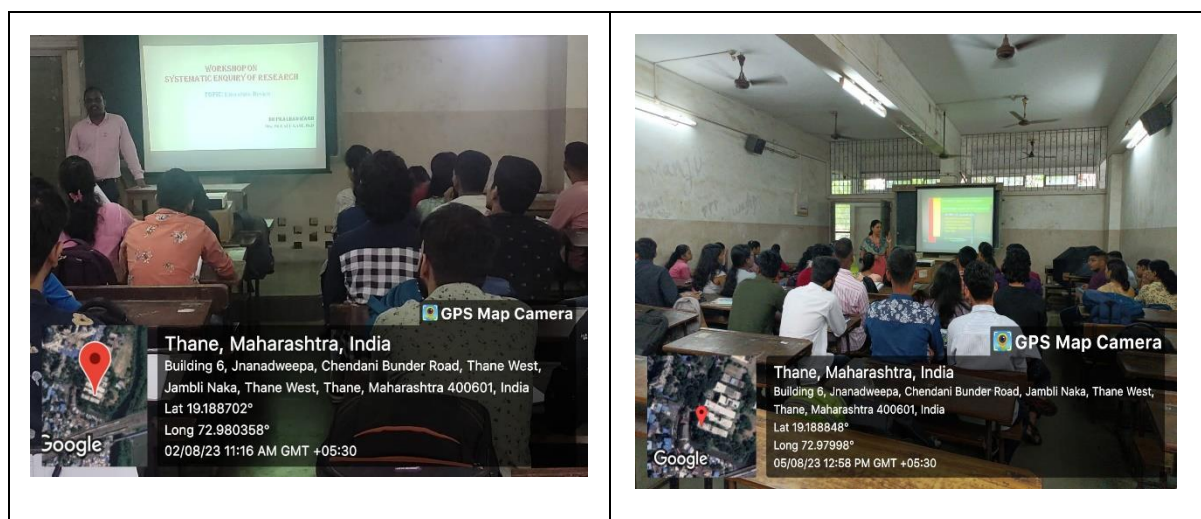 WORKSHOP ON
SYSTEMATIC ENQUIRY OF RESEARCH
GPS Map Camera
Thane, Maharashtra, India
Building 6, Jnanadweepa, Chendani Bunder Road, Thane West,
Jambli Naka, Thane West, Thane, Maharashtra 400601, India
Lat 19.188702°
Long 72.980358°
02/08/23 11:16 AM GMT +05:30
Google
GPS Map Camera
Thane, Maharashtra, India
Building 6, Jnanadweepa, Chendani Bunder Road, Jambli Naka, Thane West,
Thane, Maharashtra 400601, India
Lat 19.188848°
Long 72.97998°
05/08/23 12:58 PM GMT +05:30
Google